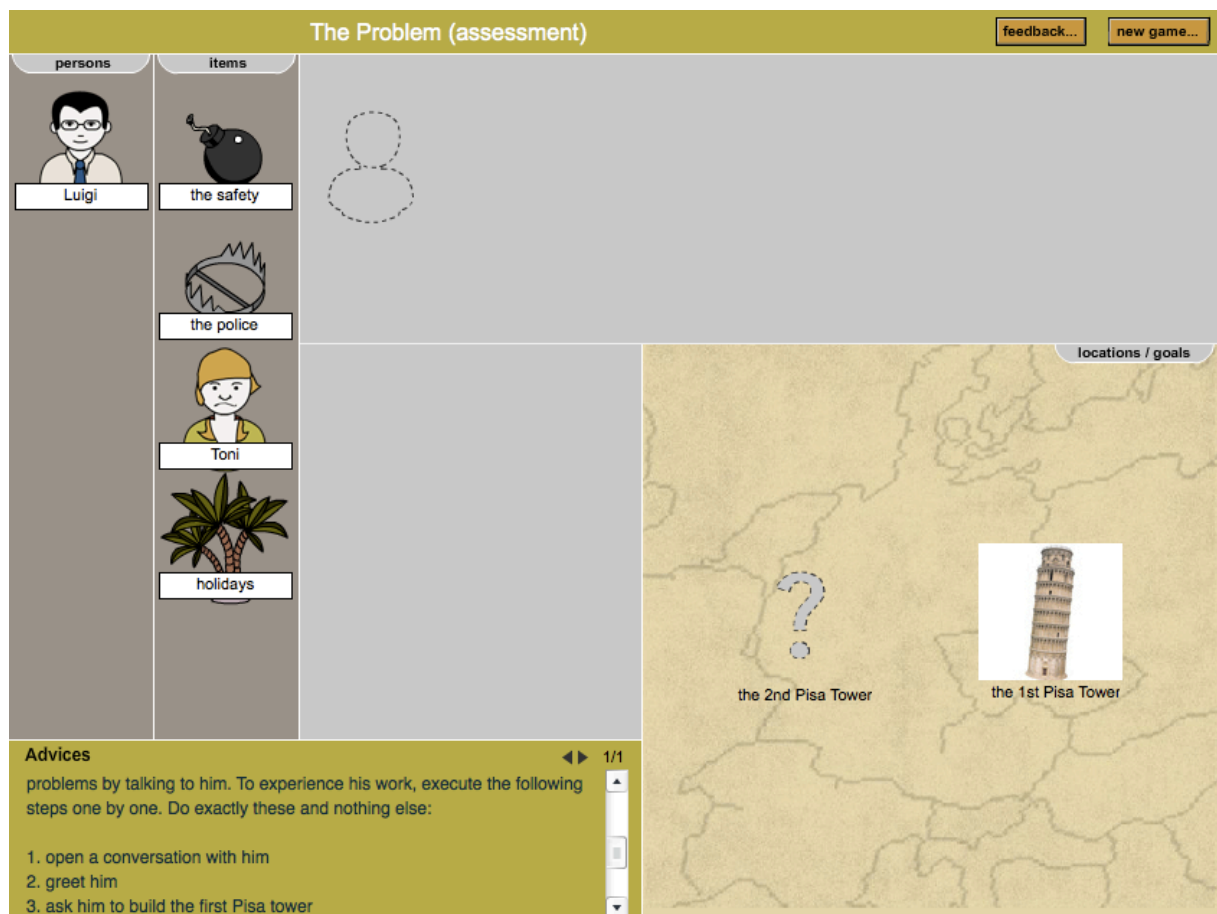 The Problem (assessment)
feedback...
new game...
persons
items
Luigi
the safety
the police
Toni
holidays
locations / goals
the 2nd Pisa Tower
the 1st Pisa Tower
Advices
1/1
problems by talking to him. To experience his work, execute the following
steps one by one. Do exactly these and nothing else:
1. open a conversation with him
2. greet him
3. ask him to build the first Pisa tower